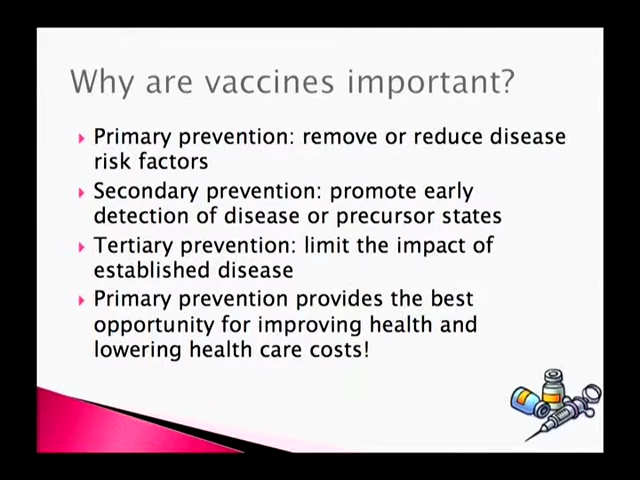 Why are vaccines important?
Primary prevention: remove or reduce disease
risk factors
Secondary prevention: promote early
detection of disease or precursor states
Tertiary prevention: limit the impact of
established disease
Primary prevention provides the best
opportunity for improving health and
lowering health care costs!